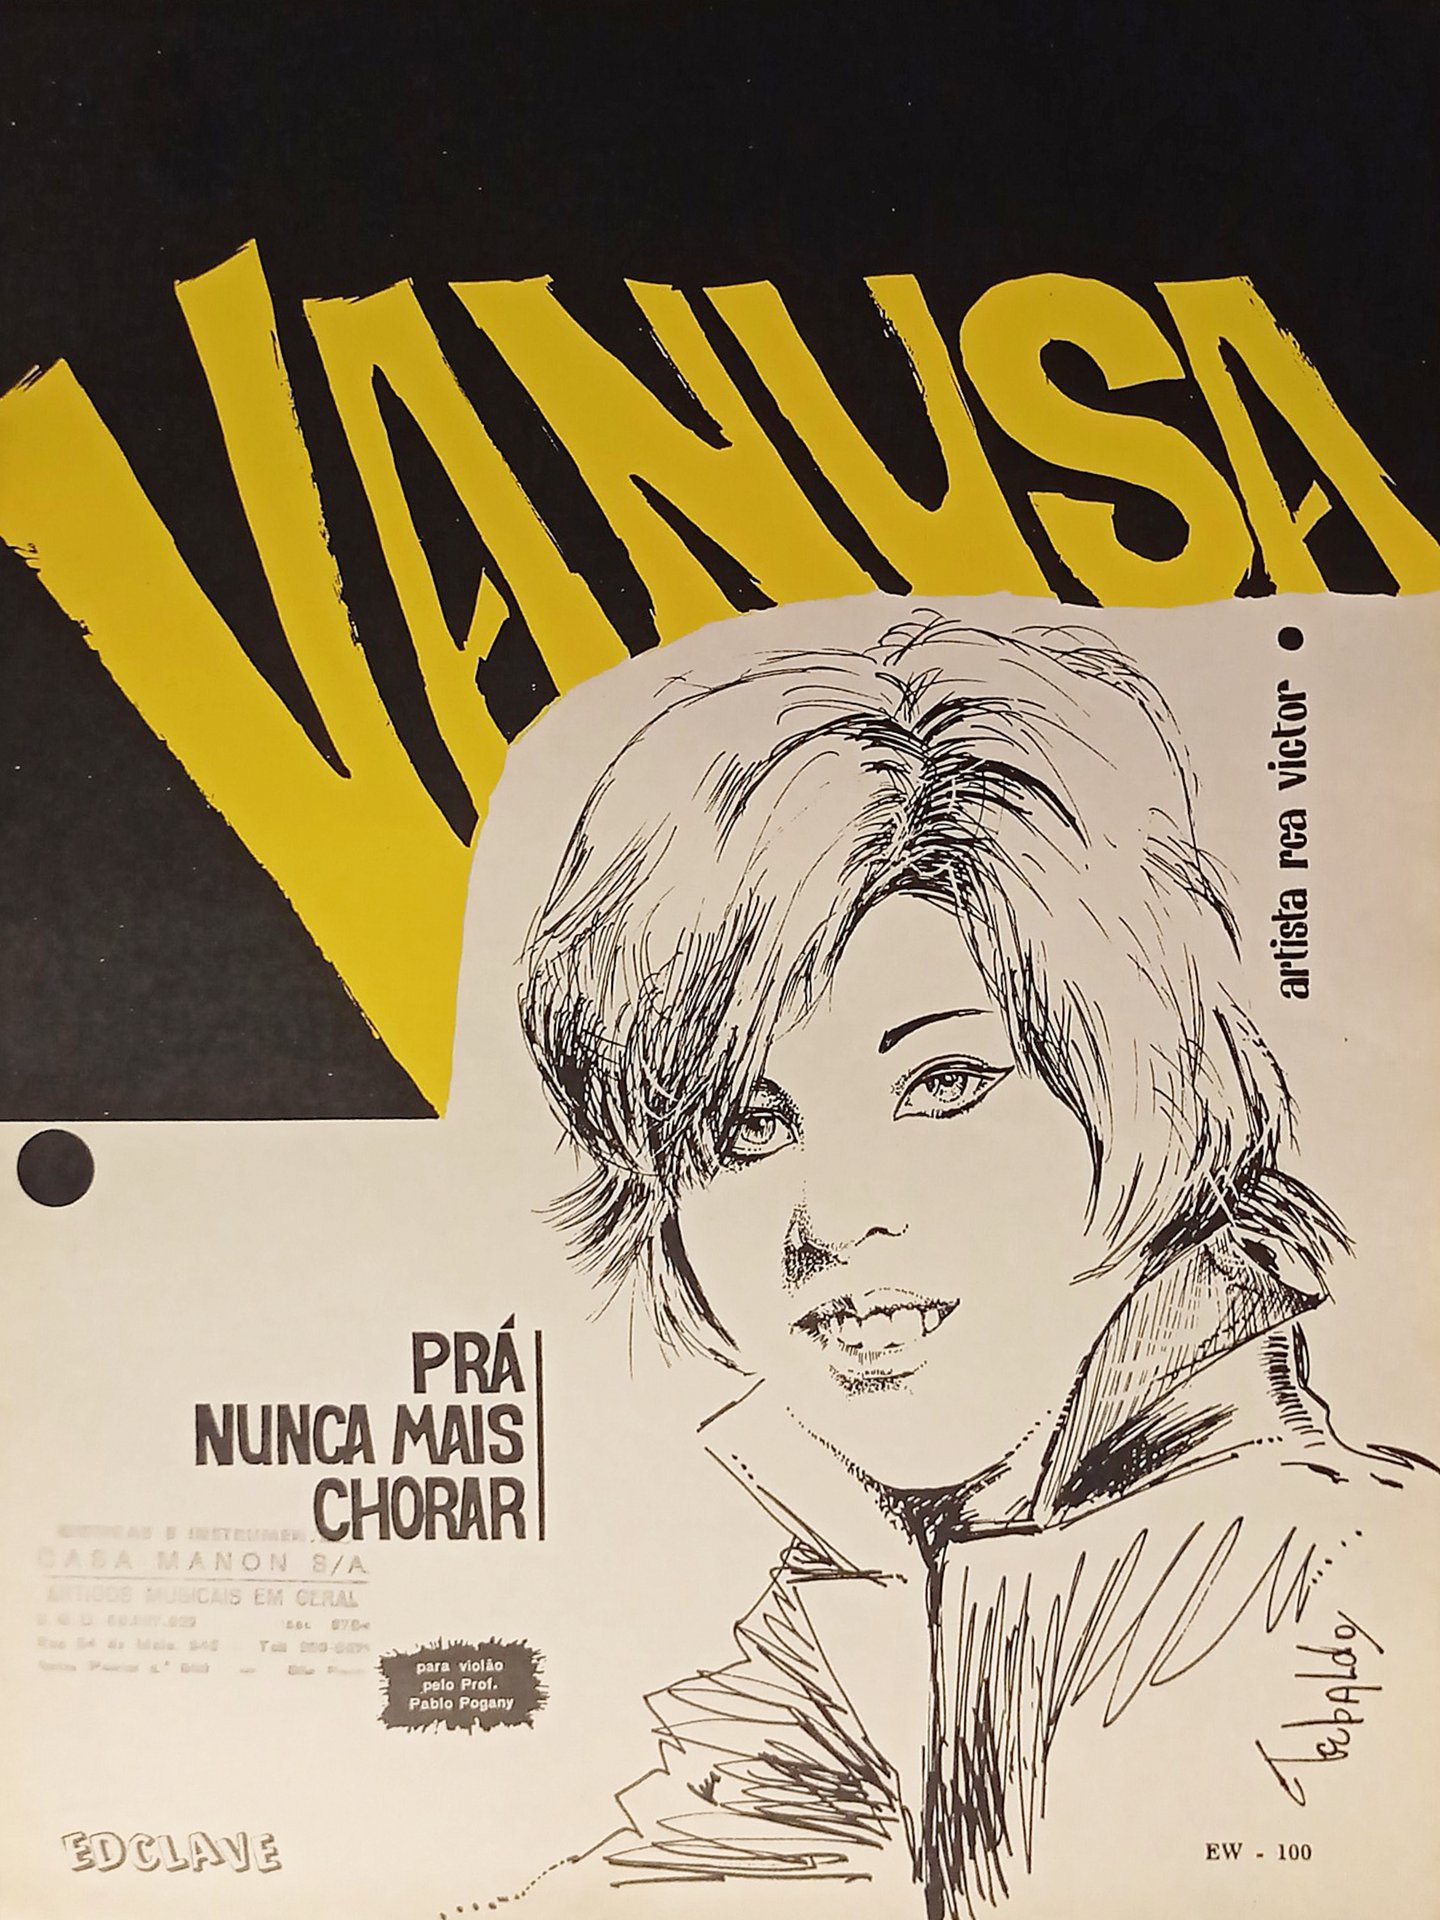 VANUSA
artista rca victor
PRÁ
NUNCA MAIS
CHORAR
CASA MANON S/A
ARTIGOS MUSICAIS EM GERAL
para violão
pelo Prof.
Pablo Pogany
EDCLAVE
EW - 100